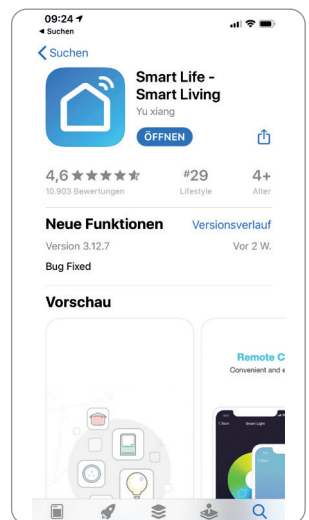 09:24
Suchen
Suchen
Smart Life -
Smart Living
Yu xiang
ÖFFNEN
4,6
#29
4+
10.903 Bewertungen
Lifestyle
Alter
Neue Funktionen
Versionsverlauf
Version 3.12.7
Vor 2 W.
Bug Fixed
Vorschau
Remote C
Convenient and
Smart Light